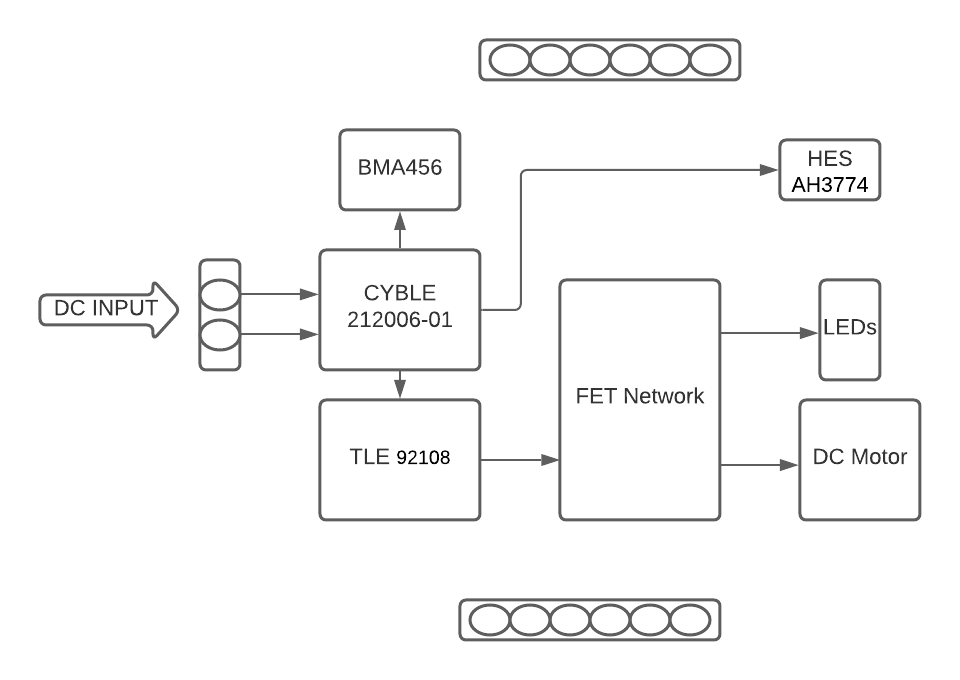 BMA456
HES
AH3774
DC INPUT
CYBLE
212006-01
LEDs
FET Network
TLE 92108
DC Motor